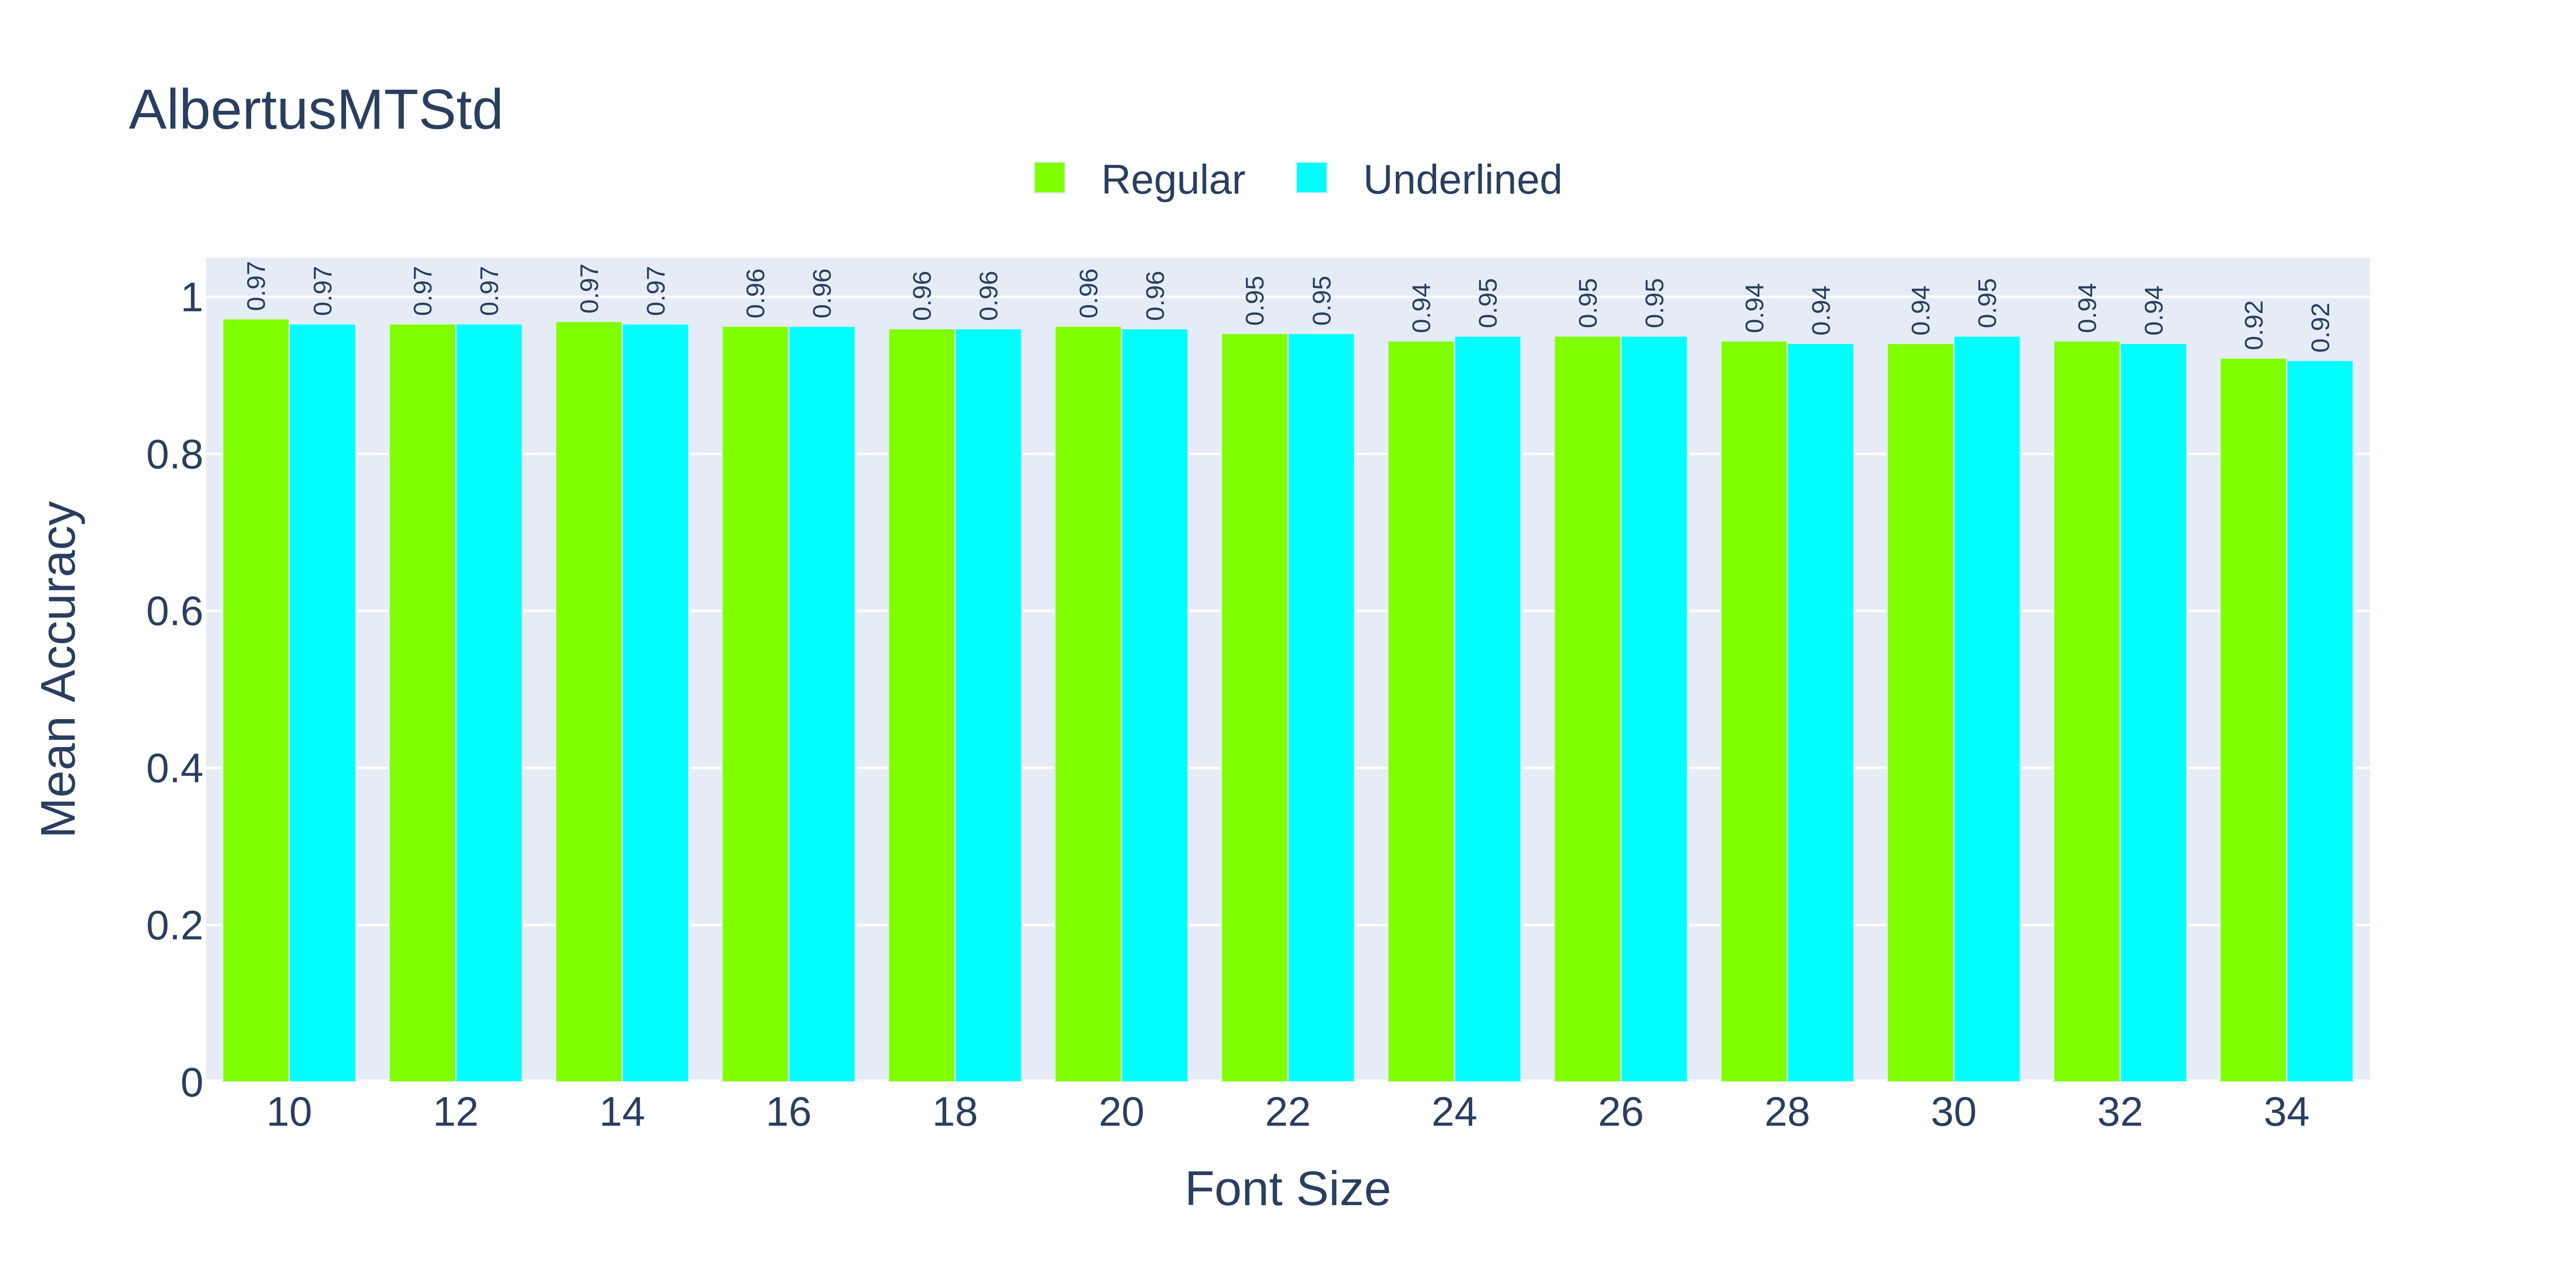 AlbertusMTStd
Regular Underlined
Mean Accuracy
1
0.8
0.6
0.4
0.2
0
0.97 0.97 0.97 0.97 0.97 0.97 0.96 0.96 0.96 0.96 0.96 0.96 0.95 0.95 0.94 0.95 0.95 0.95 0.94 0.94 0.94 0.95 0.94 0.94 0.92 0.92
10 12 14 16 18 20 22 24 26 28 30 32 34
Font Size